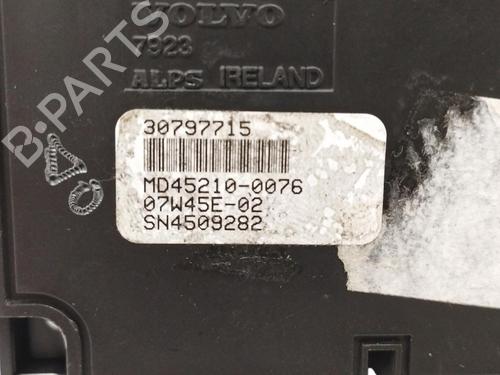 VOLVO
7923
ALPS IRELAND
30797715
MD45210-0076
07W45E-02
SN4509282
B-PARTS